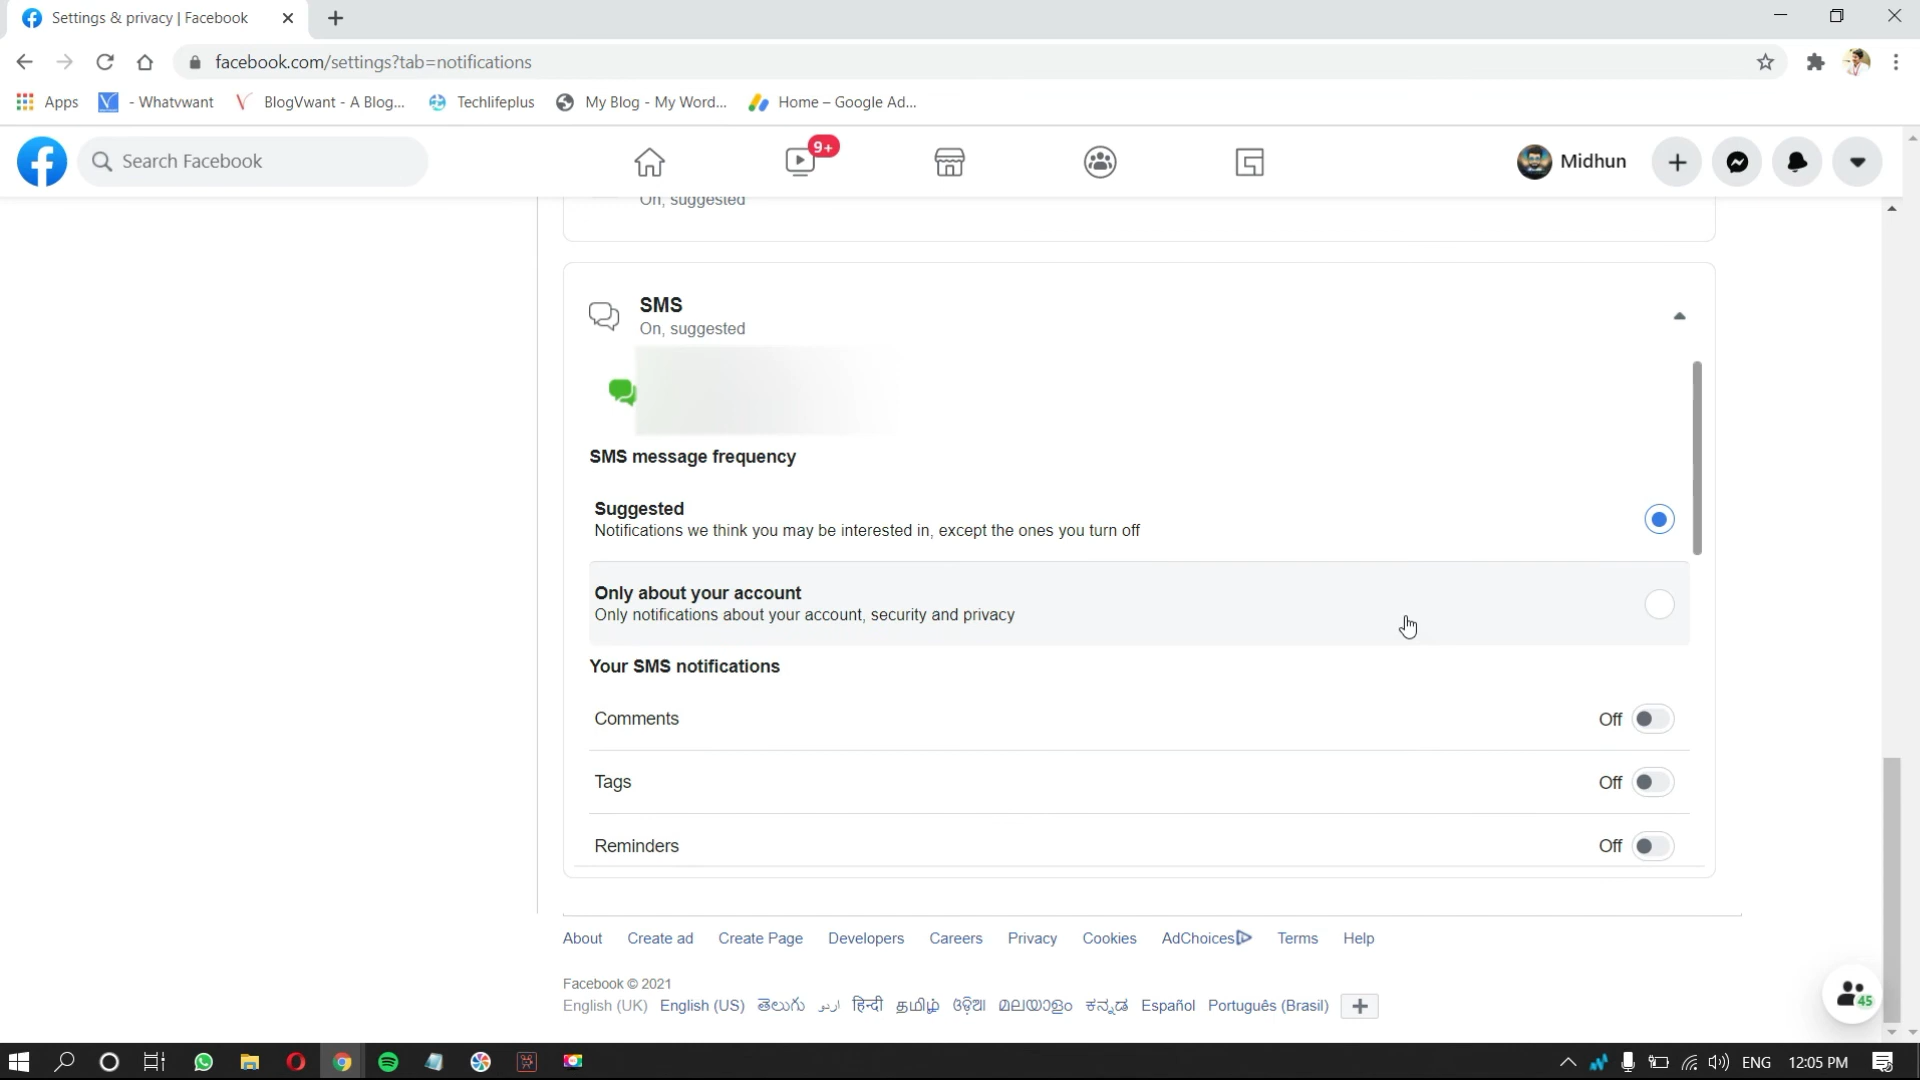 Settings & privacy | Facebook
facebook.com/settings?tab=notifications
Apps - Whatvwant BlogVwant - A Blog... Techlifeplus My Blog - My Word... Home – Google Ad...
Search Facebook
9+
Midhun
On, suggested
SMS
On, suggested
SMS message frequency
Suggested
Notifications we think you may be interested in, except the ones you turn off
Only about your account
Only notifications about your account, security and privacy
Your SMS notifications
Comments Off
Tags Off
Reminders Off
About Create ad Create Page Developers Careers Privacy Cookies AdChoices Terms Help
Facebook © 2021
English (UK) English (US) తెలుగు اردو हिन्दी தமிழ் ଓଡ଼ିଆ മലയാളം ಕನ್ನಡ Español Português (Brasil)
45
ENG 12:05 PM